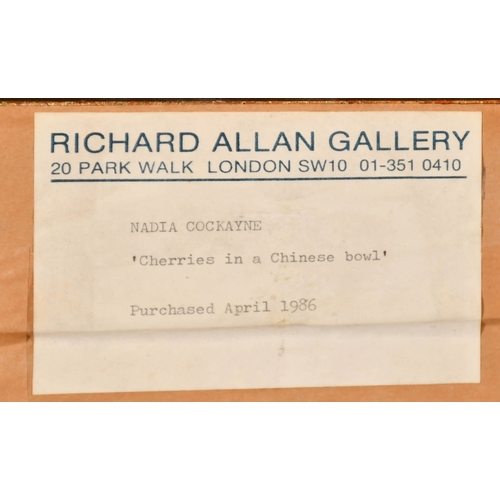 RICHARD ALLAN GALLERY
20 PARK WALK LONDON SW10 01-351 0410
NADIA COCKAYNE
'Cherries in a Chinese bowl'
Purchased April 1986